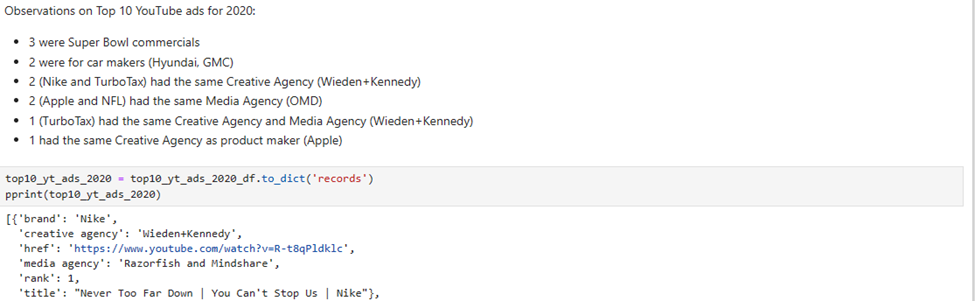 Observations on Top 10 YouTube ads for 2020:
• 3 were Super Bowl commercials
• 2 were for car makers (Hyundai, GMC)
• 2 (Nike and TurboTax) had the same Creative Agency (Wieden+Kennedy)
• 2 (Apple and NFL) had the same Media Agency (OMD)
• 1 (TurboTax) had the same Creative Agency and Media Agency (Wieden+Kennedy)
• 1 had the same Creative Agency as product maker (Apple)
top10_yt_ads_2020 = top10_yt_ads_2020_df.to_dict('records')
pprint(top10_yt_ads_2020)
[{'brand': 'Nike',
'creative agency': 'Wieden+Kennedy',
'href': 'https://www.youtube.com/watch?v=R-t8qPldklc',
'media agency': 'Razorfish and Mindshare',
'rank': 1,
'title': "Never Too Far Down | You Can't Stop Us | Nike"},